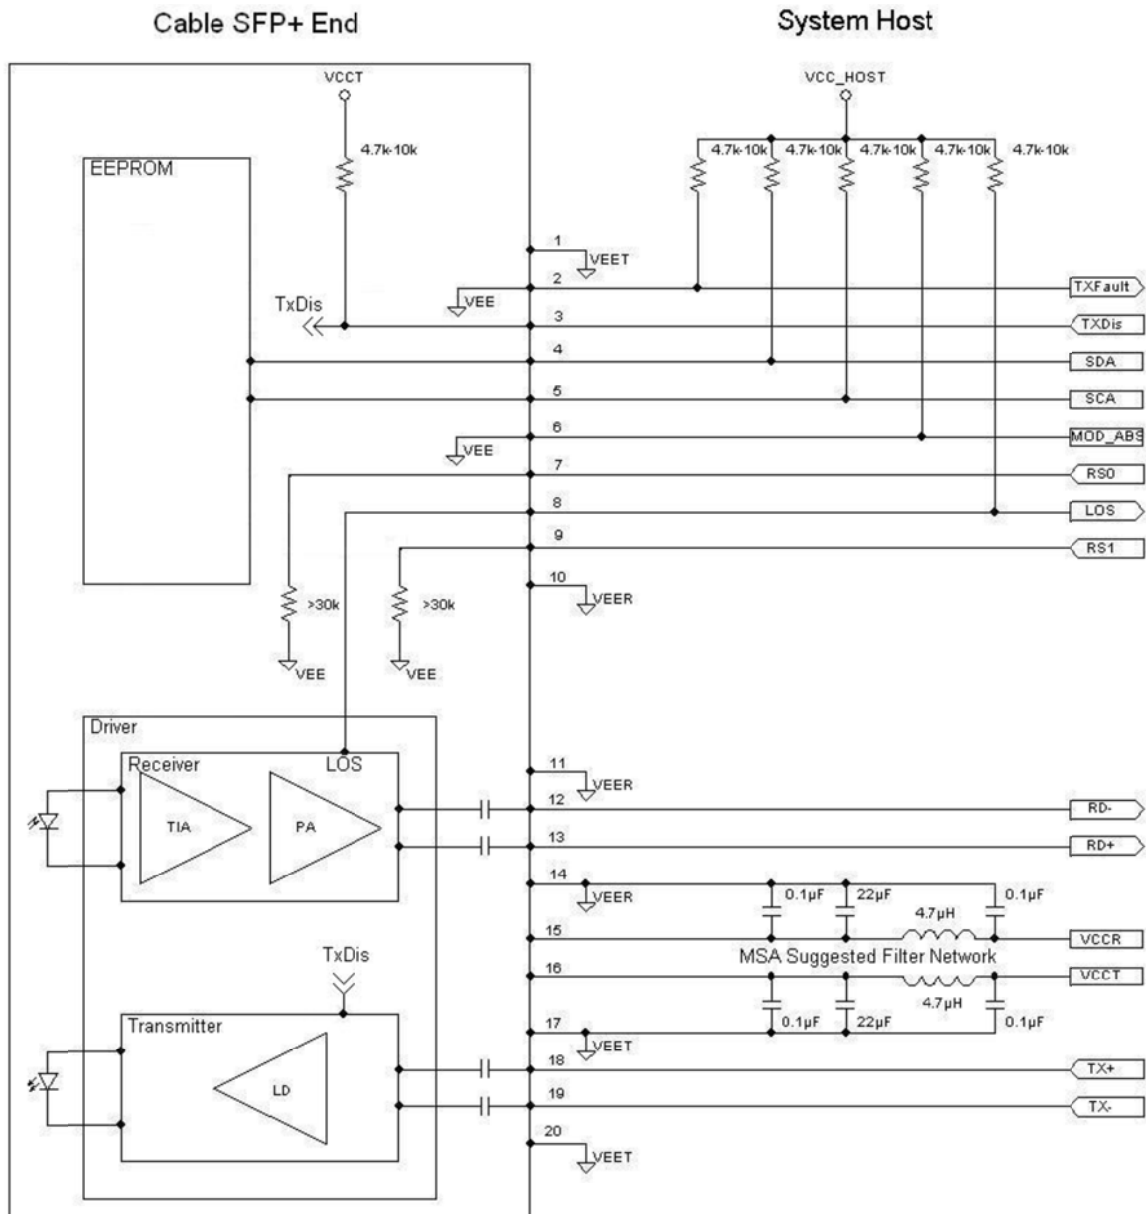 Cable SFP+ End
System Host
VCCT
VCC_HOST
4.7k-10k
4.7k-10k 4.7k-10k 4.7k-10k 4.7k-10k 4.7k-10k
EEPROM
1
VEET
2
VEE
TXFault
TxDis
3
TXDis
4
SDA
5
SCA
6
VEE
MOD_ABS
7
RS0
8
LOS
9
RS1
10
VEER
>30k
>30k
VEE
VEE
Driver
Receiver
LOS
TIA
PA
11
VEER
12
RD-
13
RD+
14
VEER
0.1µF
22µF
4.7µH
0.1µF
15
VCCR
MSA Suggested Filter Network
16
VCCT
4.7µH
TxDis
Transmitter
17
VEET
0.1µF
22µF
0.1µF
18
TX+
LD
19
TX-
20
VEET